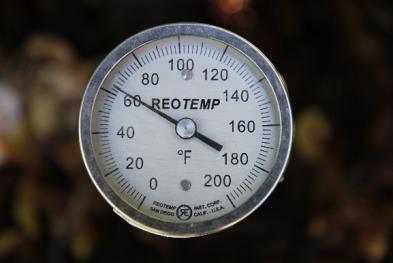 100
80 120
60 REOTEMP 140
40 160
°F
20 180
0 200
REOTEMP INST. CORP.
SAN DIEGO CALIF. - U.S.A.